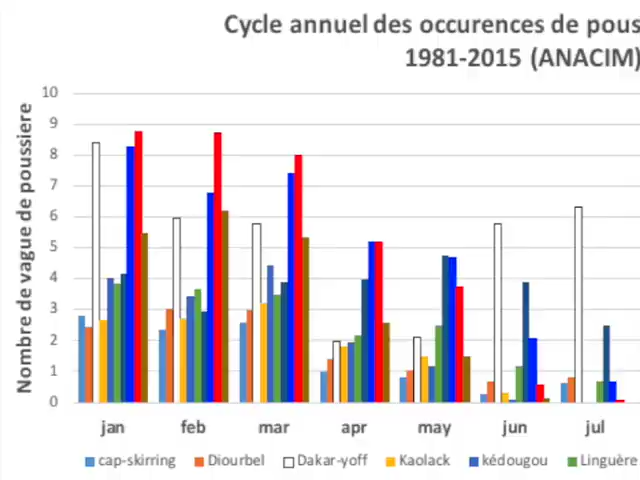 Cycle annuel des occurences de pous
1981-2015 (ANACIM)
Nombre de vague de poussiere
10
9
8
7
6
5
4
3
2
1
0
jan feb mar apr may jun jul
cap-skirring Diourbel Dakar-yoff Kaolack kédougou Linguère